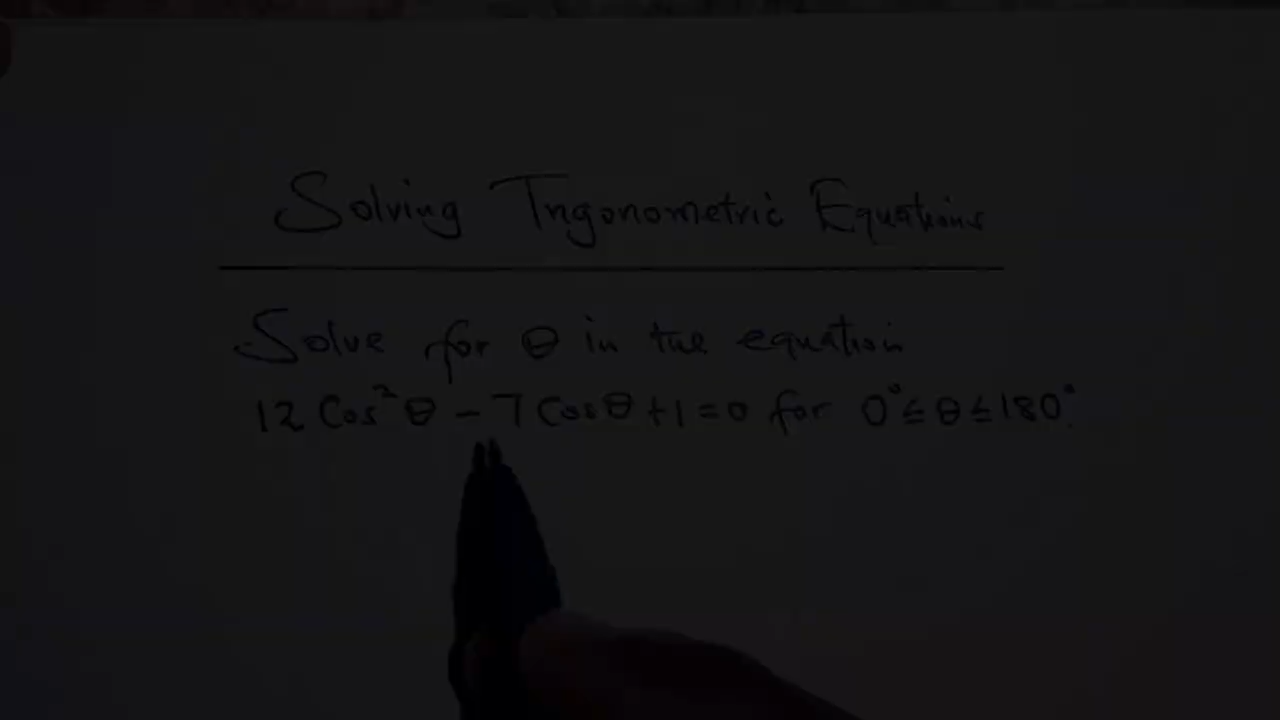 Solving Trigonometric Equations
Solve for θ in the equation
12 Cos²θ - 7 Cosθ + 1 = 0 for 0° ≤ θ ≤ 180°.